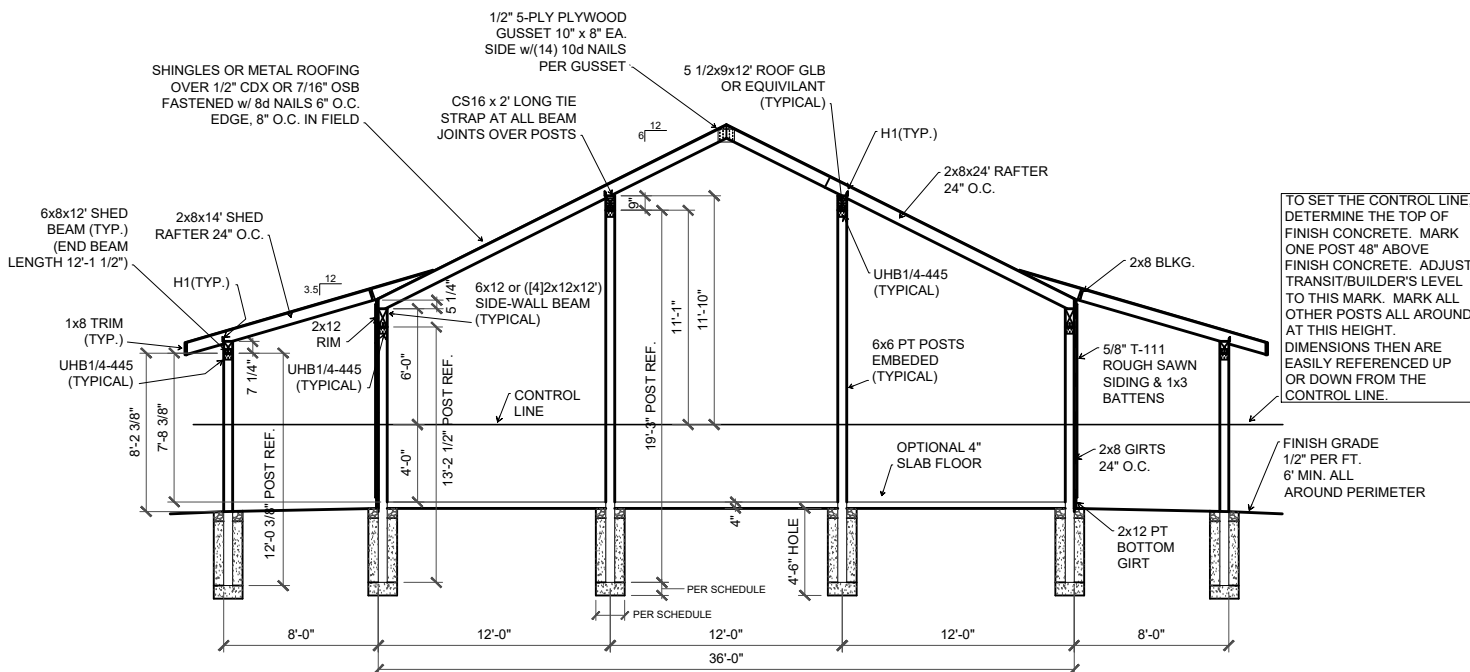 1/2" 5-PLY PLYWOOD
GUSSET 10" x 8" EA.
SIDE w/(14) 10d NAILS
PER GUSSET
SHINGLES OR METAL ROOFING
OVER 1/2" CDX OR 7/16" OSB
FASTENED w/ 8d NAILS 6" O.C.
EDGE, 8" O.C. IN FIELD
CS16 x 2' LONG TIE
STRAP AT ALL BEAM
JOINTS OVER POSTS
5 1/2x9x12' ROOF GLB
OR EQUIVILANT
(TYPICAL)
12
6
H1(TYP.)
2x8x24' RAFTER
24" O.C.
6x8x12' SHED
BEAM (TYP.)
(END BEAM
LENGTH 12'-1 1/2")
2x8x14' SHED
RAFTER 24" O.C.
H1(TYP.)
12
3.5
1x8 TRIM
(TYP.)
UHB1/4-445
(TYPICAL)
2x12
RIM
UHB1/4-445
(TYPICAL)
6x12 or ([4]2x12x12')
SIDE-WALL BEAM
(TYPICAL)
5 1/4"
9"
11'-1"
11'-10"
UHB1/4-445
(TYPICAL)
2x8 BLKG.
6x6 PT POSTS
EMBEDED
(TYPICAL)
5/8" T-111
ROUGH SAWN
SIDING & 1x3
BATTENS
TO SET THE CONTROL LINE
DETERMINE THE TOP OF
FINISH CONCRETE. MARK
ONE POST 48" ABOVE
FINISH CONCRETE. ADJUST
TRANSIT/BUILDER'S LEVEL
TO THIS MARK. MARK ALL
OTHER POSTS ALL AROUND
AT THIS HEIGHT.
DIMENSIONS THEN ARE
EASILY REFERENCED UP
OR DOWN FROM THE
CONTROL LINE.
8'-2 3/8"
7'-8 3/8"
7 1/4"
12'-0 3/8" POST REF.
6'-0"
4'-0"
13'-2 1/2" POST REF.
CONTROL
LINE
19'-3" POST REF.
OPTIONAL 4"
SLAB FLOOR
2x8 GIRTS
24" O.C.
FINISH GRADE
1/2" PER FT.
6' MIN. ALL
AROUND PERIMETER
4"
4'-6" HOLE
2x12 PT
BOTTOM
GIRT
PER SCHEDULE
PER SCHEDULE
8'-0"
12'-0"
12'-0"
12'-0"
8'-0"
36'-0"